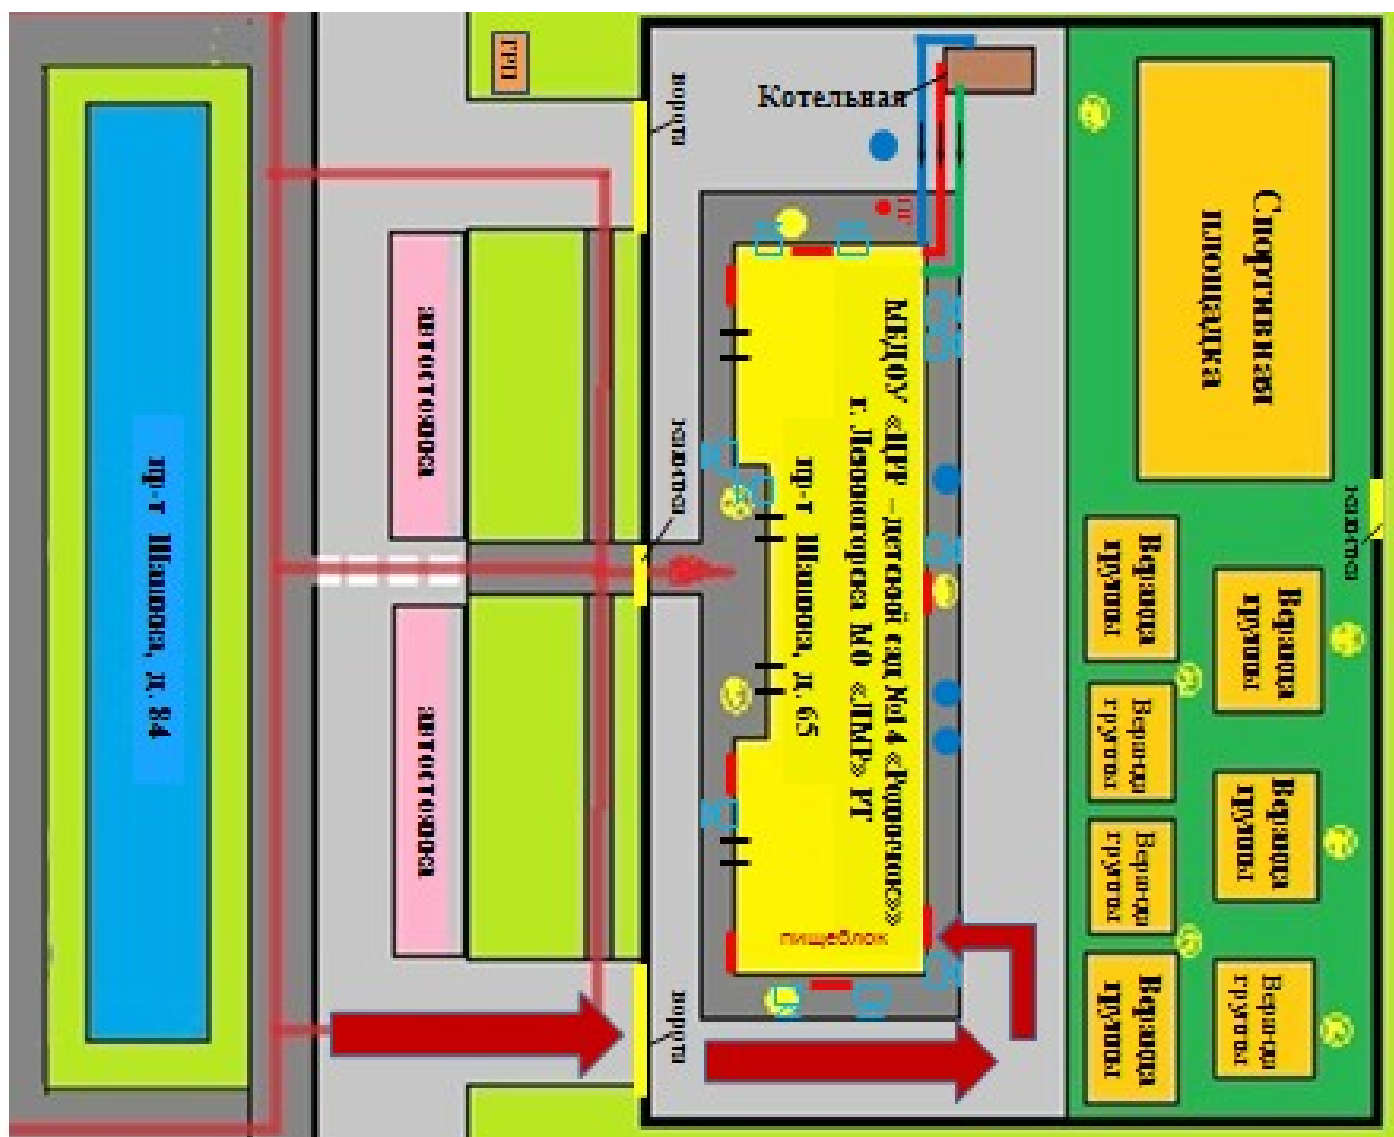 ГРП
ворота
Котельная
Спортивная
площадка
ПГ
автостоянка
калитка
МБДОУ «ЦРР –детский сад №14 «Родничок»»
г. Лениногорска МО «ЛМР» РТ
пр-т Шашина, д. 65
калитка
пр-т Шашина, д. 84
Веранда
группы
Веранда
группы
Веранда
группы
Веранда
группы
автостоянка
Веранда
группы
пищеблок
ворота
Веранда
группы
Веранда
группы